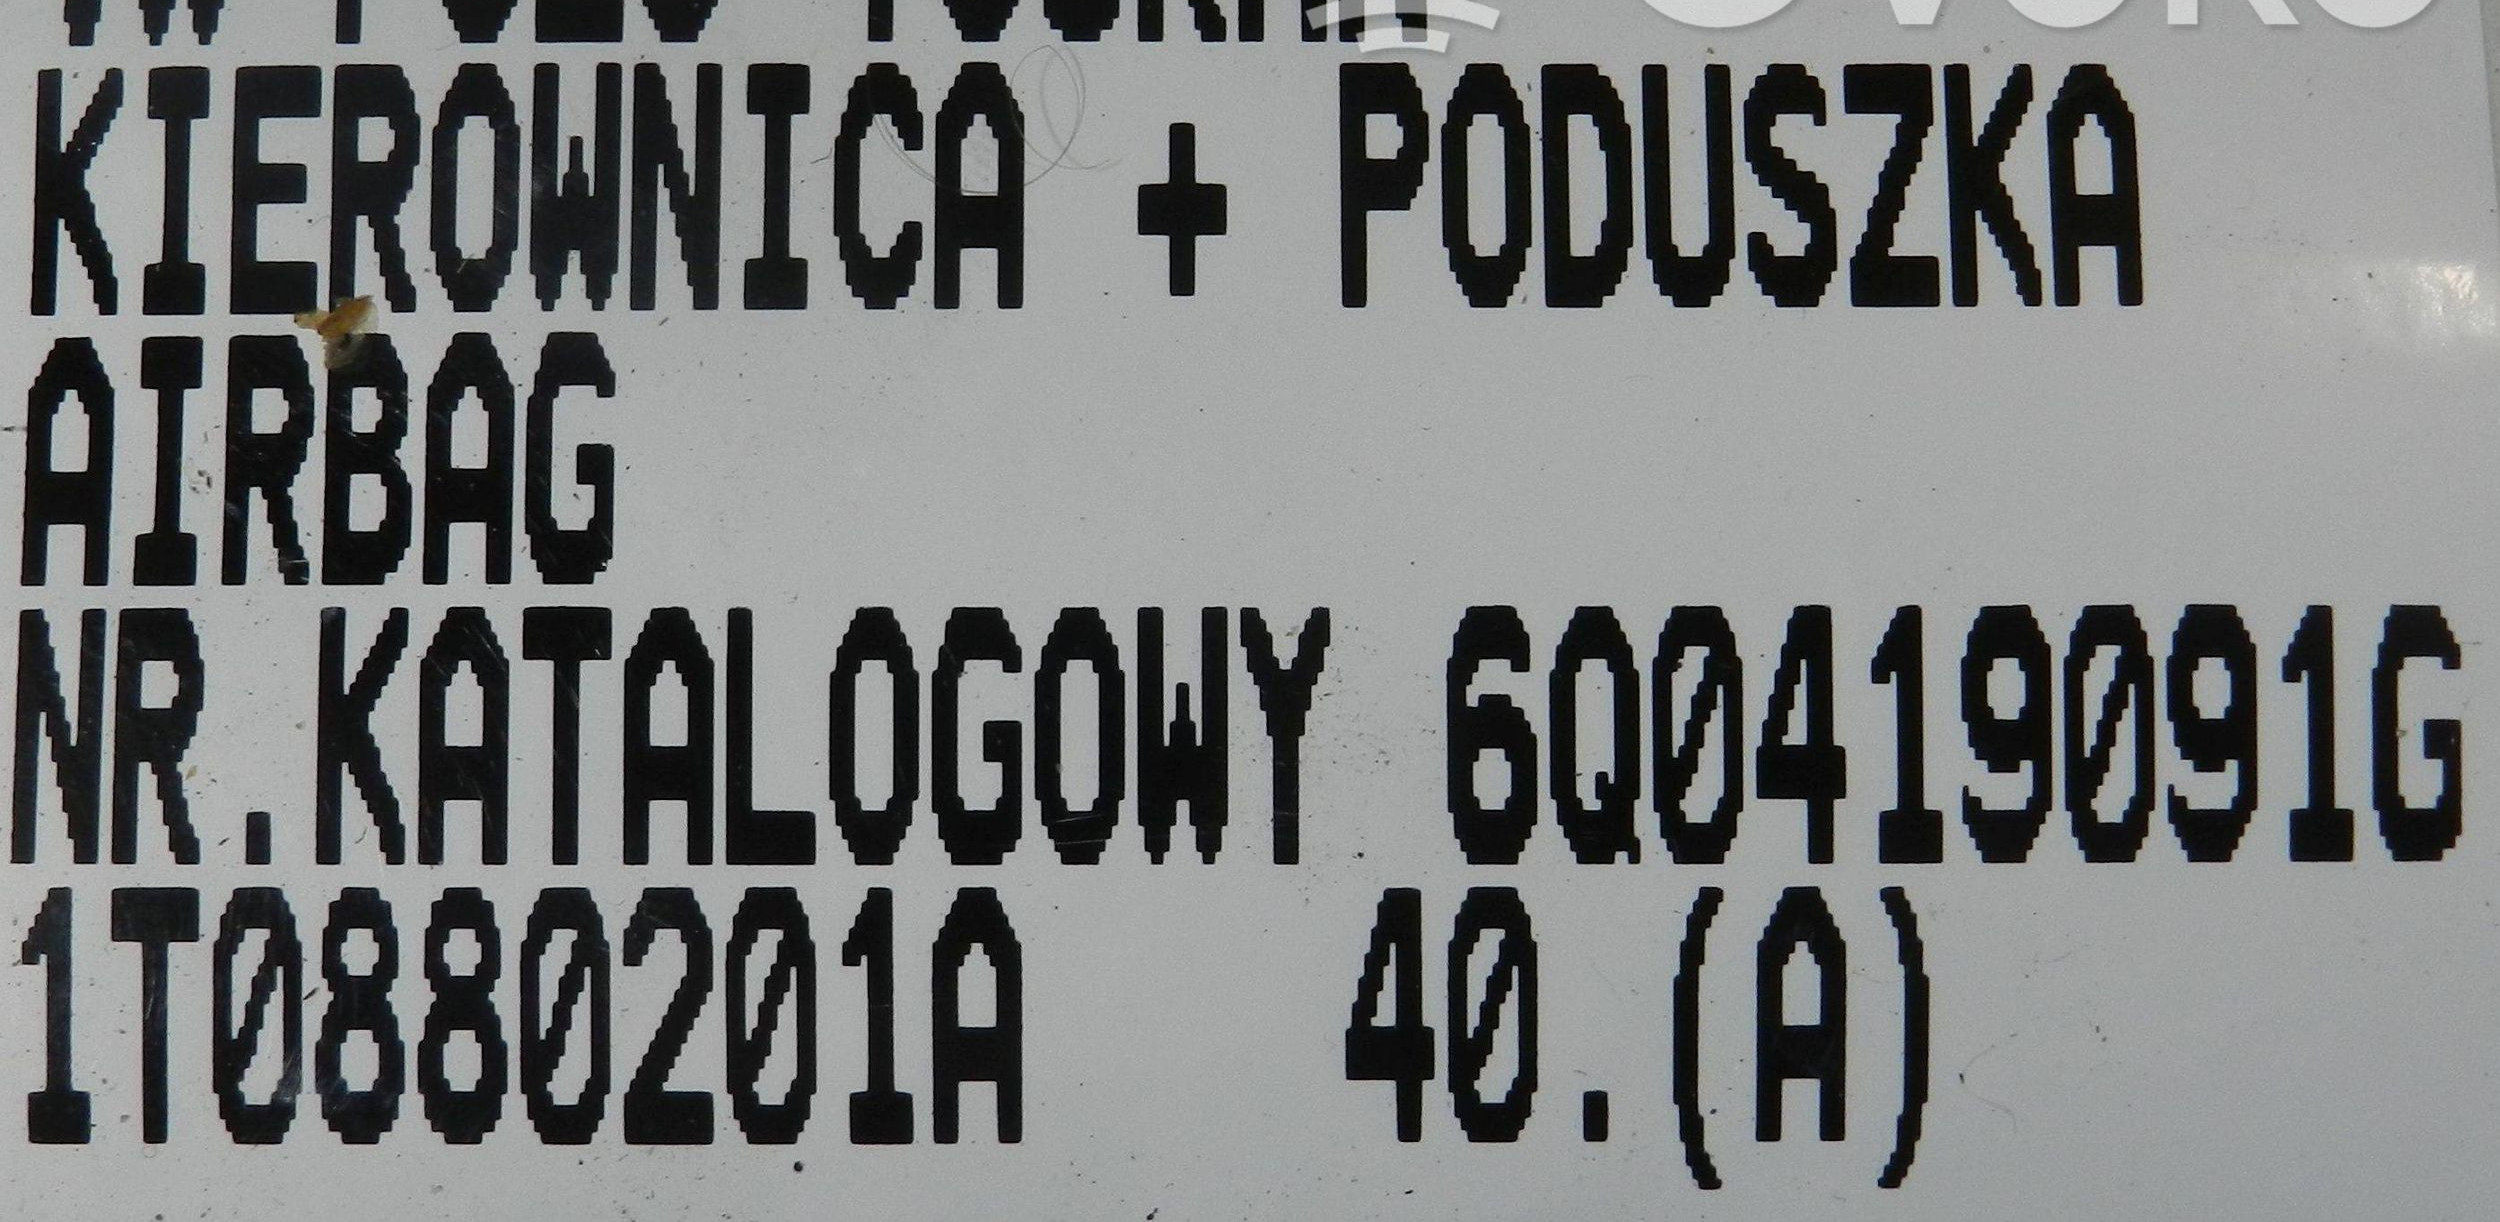 KIEROWNICA + PODUSZKA
AIRBAG
NR.KATALOGOWY 6Q0419091G
1T0880201A 40.(A)